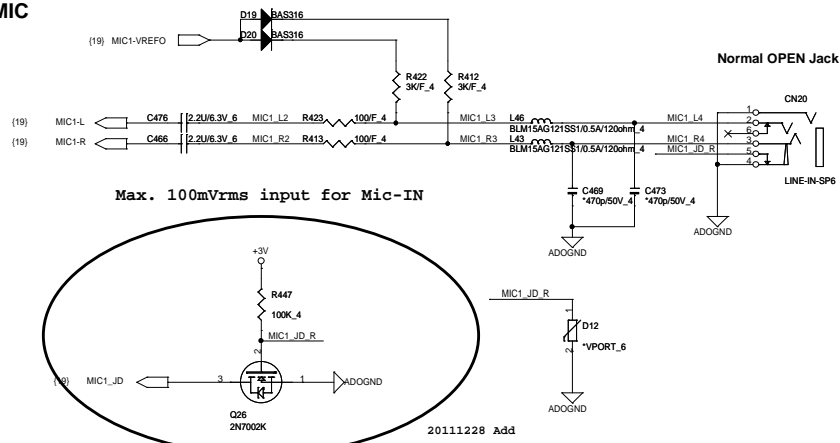 MIC
D19 BAS316
D20 BAS316
{19} MIC1-VREFO
Normal OPEN Jack
R422
3K/F_4
R412
3K/F_4
CN20
{19} MIC1-L C476 2.2U/6.3V_6 MIC1_L2 R423 100/F_4 MIC1_L3 L46 MIC1_L4
BLM15AG121SS1/0.5A/120ohm_4
{19} MIC1-R C466 2.2U/6.3V_6 MIC1_R2 R413 100/F_4 MIC1_R3 L43 MIC1_R4
BLM15AG121SS1/0.5A/120ohm_4
MIC1_JD_R
1
2
6
3
5
4
LINE-IN-SP6
Max. 100mVrms input for Mic-IN
C469
*470p/50V_4
C473
*470p/50V_4
ADOGND
ADOGND
+3V
R447
100K_4
MIC1_JD_R
2
{19} MIC1_JD 3 1 ADOGND
Q26
2N7002K
MIC1_JD_R
1
D12
*VPORT_6
2
ADOGND
20111228 Add